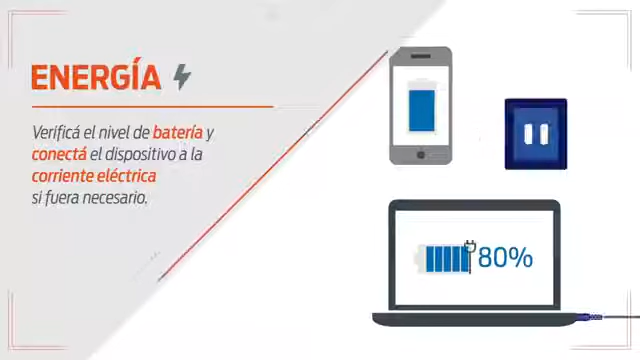 ENERGÍA
Verificá el nivel de batería y
conectá el dispositivo a la
corriente eléctrica
si fuera necesario.
80%